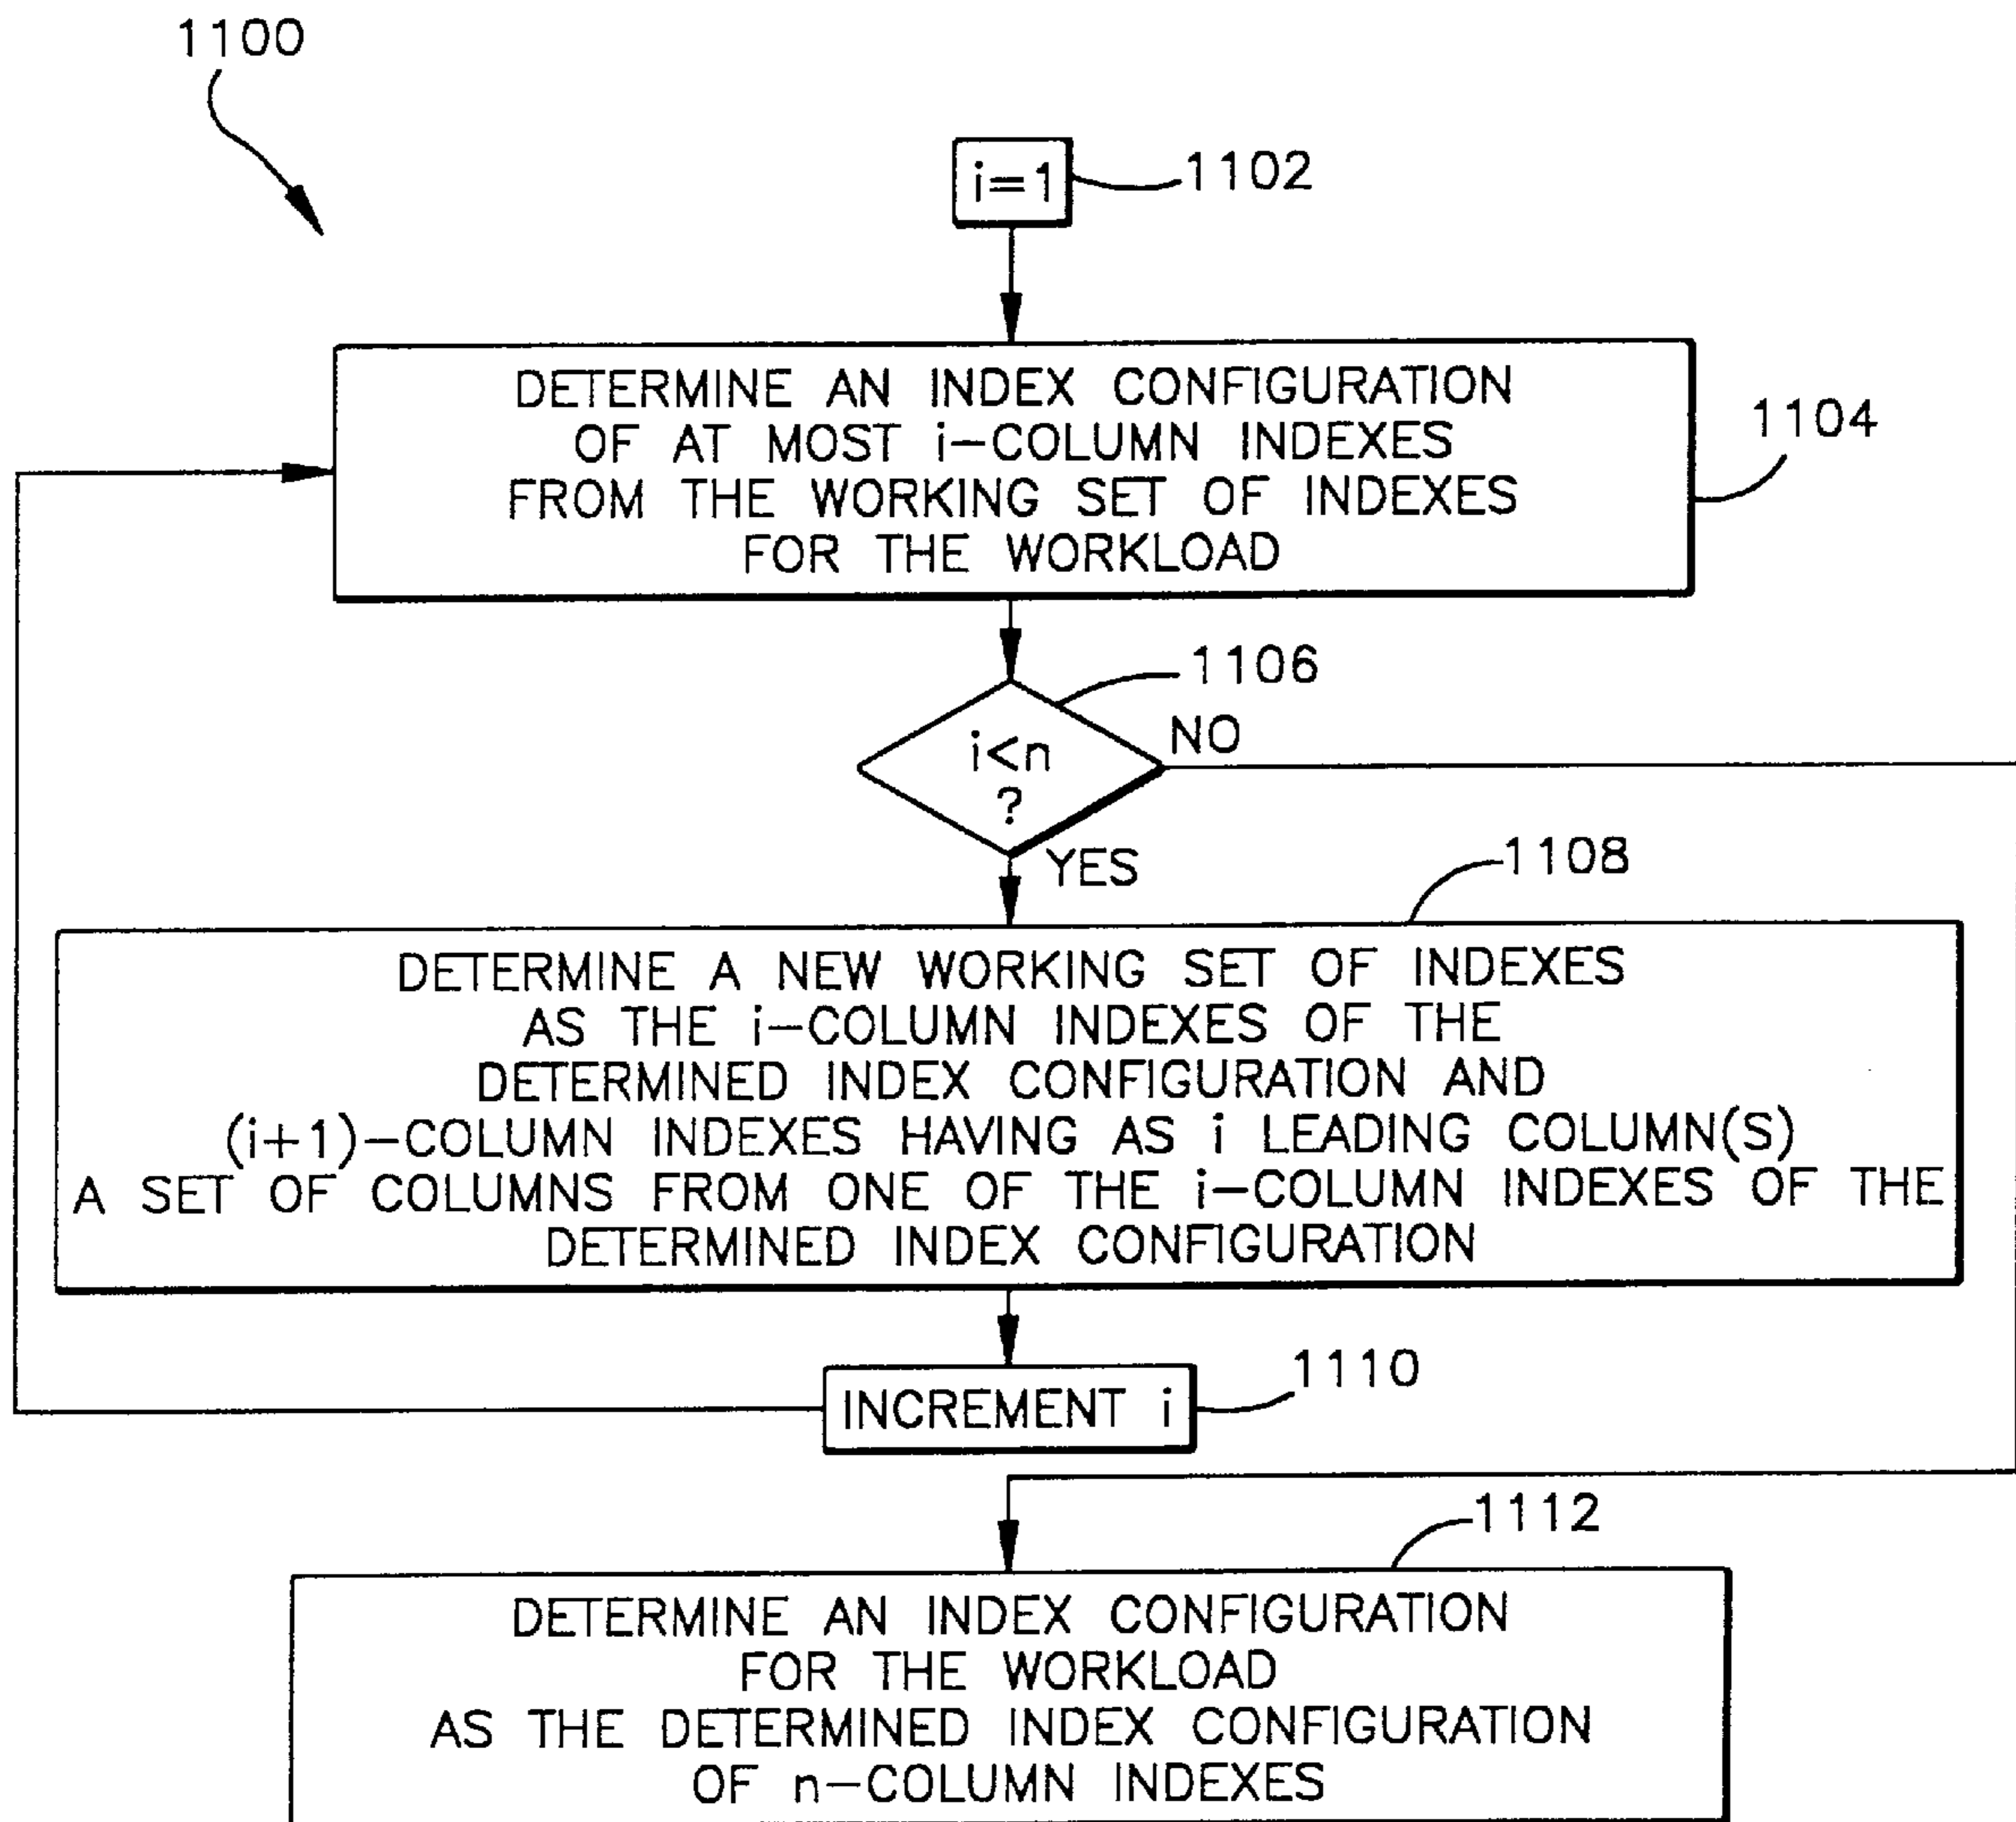 1100
i=1
1102
DETERMINE AN INDEX CONFIGURATION
OF AT MOST i-COLUMN INDEXES
FROM THE WORKING SET OF INDEXES
FOR THE WORKLOAD
1104
1106
i<n
?
NO
YES
1108
DETERMINE A NEW WORKING SET OF INDEXES
AS THE i-COLUMN INDEXES OF THE
DETERMINED INDEX CONFIGURATION AND
(i+1)-COLUMN INDEXES HAVING AS i LEADING COLUMN(S)
A SET OF COLUMNS FROM ONE OF THE i-COLUMN INDEXES OF THE
DETERMINED INDEX CONFIGURATION
INCREMENT i
1110
1112
DETERMINE AN INDEX CONFIGURATION
FOR THE WORKLOAD
AS THE DETERMINED INDEX CONFIGURATION
OF n-COLUMN INDEXES